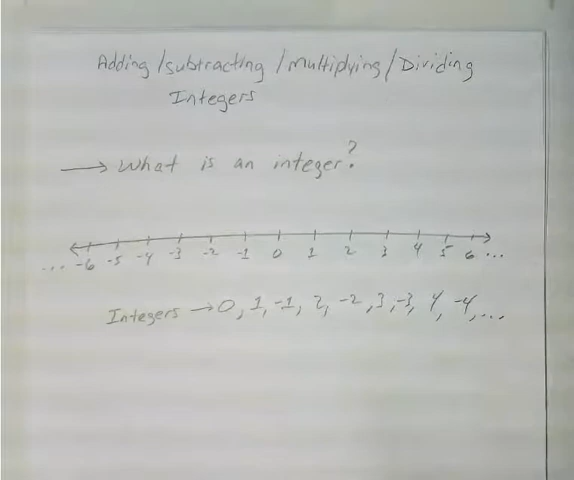 Adding/subtracting/multiplying/Dividing
Integers
→ What is an integer?
... -6 -5 -4 -3 -2 -1 0 1 2 3 4 5 6 ...
Integers → 0, 1, -1, 2, -2, 3, -3, 4, -4, ...